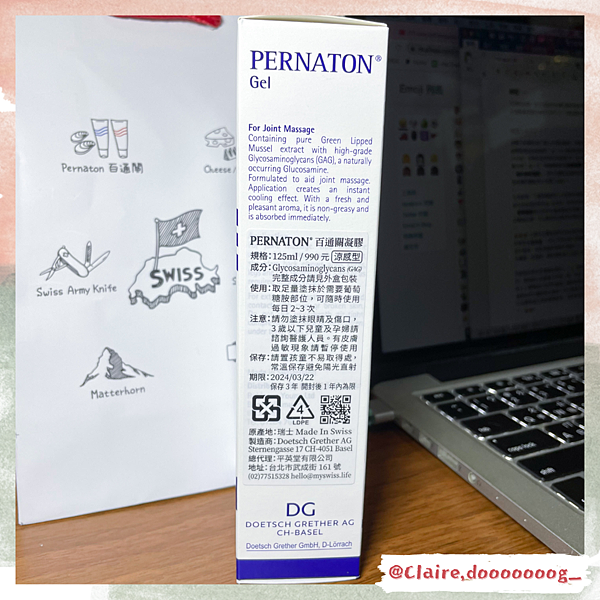 PERNATON®
Gel
For Joint Massage
Containing pure Green Lipped
Mussel extract with high-grade
Glycosaminoglycans (GAG), a naturally
occurring Glucosamine.
Formulated to aid joint massage.
Application creates an instant
cooling effect. With a fresh and
pleasant aroma, it is non-greasy and
is absorbed immediately.
PERNATON® 百通關凝膠
規格：125ml / 990 元 涼感型
成分：Glycosaminoglycans (GAG)
完整成分請見外盒包裝
使用：取足量塗抹於需要葡萄
糖胺部位，可隨時使用
每日 2~3 次
注意：請勿塗抹眼睛及傷口，
3 歲以下兒童及孕婦請
諮詢醫護人員。有皮膚
過敏現象請暫停使用
保存：請置孩童不易取得處，
常溫保存避免陽光直射
期限：2024/03/22
保存 3 年 開封後 1 年內為限
4
LDPE
原產地：瑞士 Made In Swiss
製造商：Doetsch Grether AG
Sternengasse 17 CH-4051 Basel
總代理：平英堂有限公司
地址：台北市武成街 161 號
(02)77515328 hello@myswiss.life
DG
DOETSCH GRETHER AG
CH-BASEL
Doetsch Grether GmbH, D-Lörrach
Pernaton 百通關
Cheese
Swiss Army Knife
SWISS
Matterhorn
Emoji
@Claire,dooooooog_